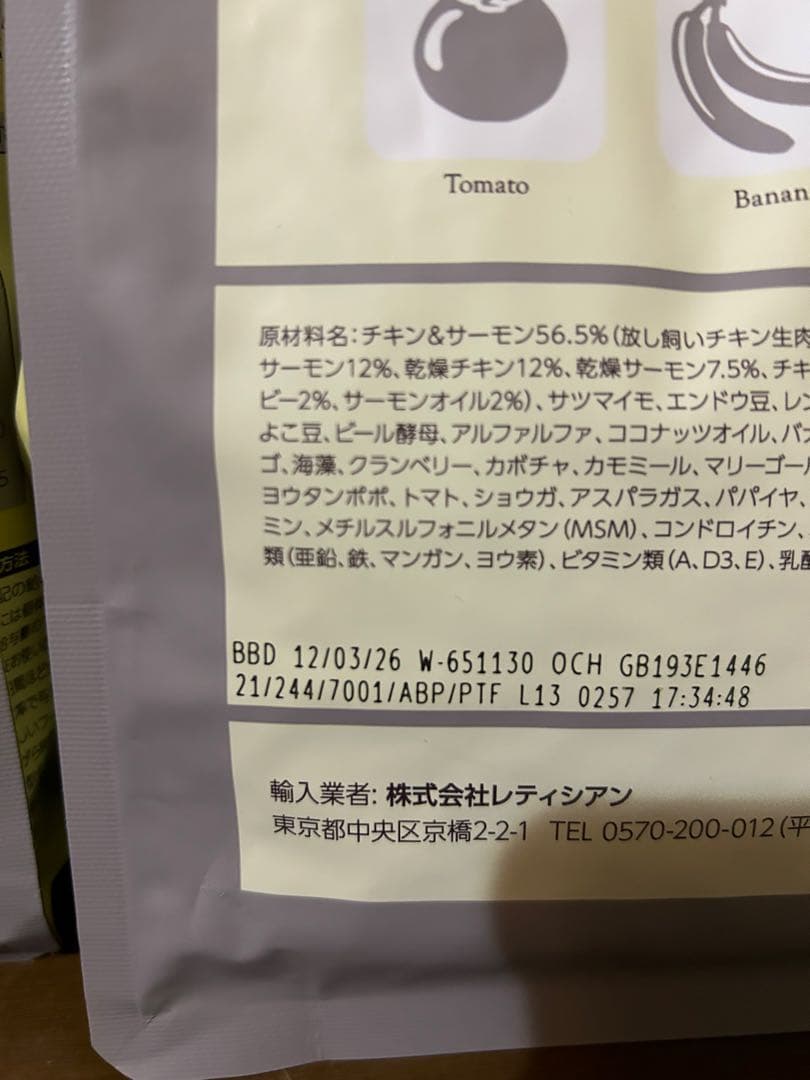 Tomato
Banan
原材料名：チキン&サーモン56.5%（放し飼いチキン生肉
サーモン12%、乾燥チキン12%、乾燥サーモン7.5%、チキ
ビー2%、サーモンオイル2%）、サツマイモ、エンドウ豆、レン
よこ豆、ビール酵母、アルファルファ、ココナッツオイル、バナ
ゴ、海藻、クランベリー、カボチャ、カモミール、マリーゴール
ヨウタンポポ、トマト、ショウガ、アスパラガス、パパイヤ、
ミン、メチルスルフォニルメタン（MSM）、コンドロイチン、
類（亜鉛、鉄、マンガン、ヨウ素）、ビタミン類（A、D3、E）、乳酸
BBD 12/03/26 W-651130 OCH GB193E1446
21/244/7001/ABP/PTF L13 0257 17:34:48
輸入業者: 株式会社レティシアン
東京都中央区京橋2-2-1 TEL 0570-200-012（平
方法